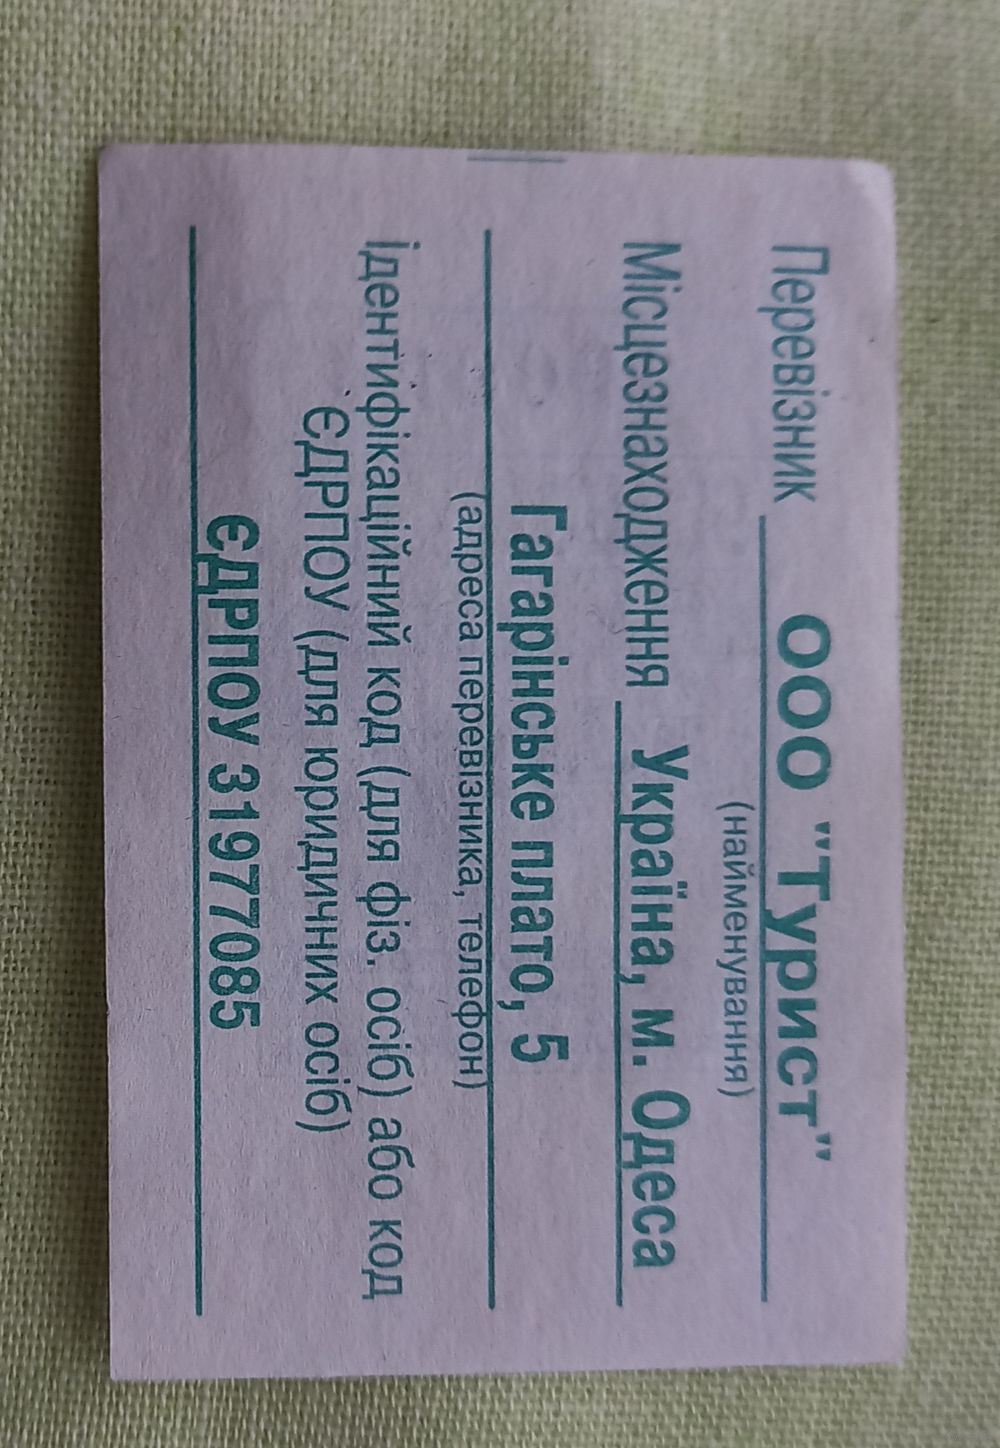 Перевізник ООО "Турист"
(найменування)
Місцезнаходження Україна, м. Одеса
Гагарінське плато, 5
(адреса перевізника, телефон)
Ідентифікаційний код (для фіз. осіб) або код
ЄДРПОУ (для юридичних осіб)
ЄДРПОУ 31977085